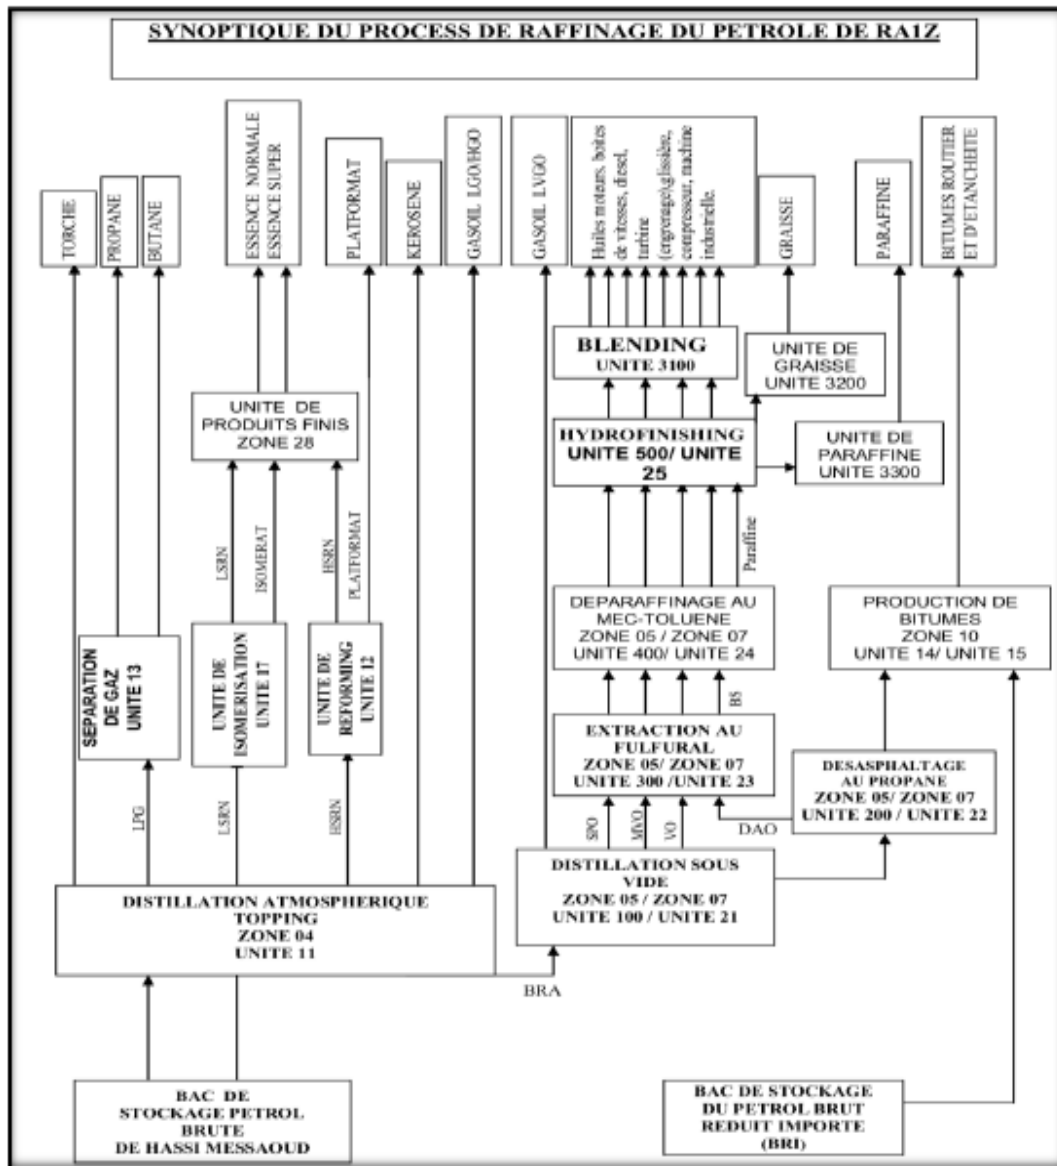 SYNOPTIQUE DU PROCESS DE RAFFINAGE DU PETROLE DE RA1Z
TORCHE
PROPANE
BUTANE
ESSENCE NORMALE
ESSENCE SUPER
PLATFORMAT
KEROSENE
GASOIL LGO/HGO
GASOIL LVGO
Huiles moteurs. boites
de vitesses, diesel,
turbine
(engrenage),glissière,
compresseur, machine
industrielle.
GRAISSE
PARAFFINE
BITUMES ROUTIER
ET D'ETANCHEITE
BLENDING
UNITE 3100
UNITE DE
GRAISSE
UNITE 3200
UNITE DE
PRODUITS FINIS
ZONE 28
HYDROFINISHING
UNITE 500/ UNITE
25
UNITE DE
PARAFFINE
UNITE 3300
LSRN
ISOMERAT
HSRN
PLATFORMAT
Paraffine
SEPARATION
DE GAZ
UNITE 13
UNITE DE
ISOMERISATION
UNITE 17
UNITE DE
REFORMING
UNITE 12
DEPARAFFINAGE AU
MEC-TOLUENE
ZONE 05 / ZONE 07
UNITE 400/ UNITE 24
PRODUCTION DE
BITUMES
ZONE 10
UNITE 14/ UNITE 15
BS
EXTRACTION AU
FULFURAL
ZONE 05/ ZONE 07
UNITE 300 /UNITE 23
DESASPHALTAGE
AU PROPANE
ZONE 05/ ZONE 07
UNITE 200 / UNITE 22
LPG
LSRN
HSRN
SPO
MVO
VO
DAO
DISTILLATION ATMOSPHERIQUE
TOPPING
ZONE 04
UNITE 11
DISTILLATION SOUS
VIDE
ZONE 05 / ZONE 07
UNITE 100 / UNITE 21
BRA
BAC DE
STOCKAGE PETROL
BRUTE
DE HASSI MESSAOUD
BAC DE STOCKAGE
DU PETROL BRUT
REDUIT IMPORTE
(BRI)